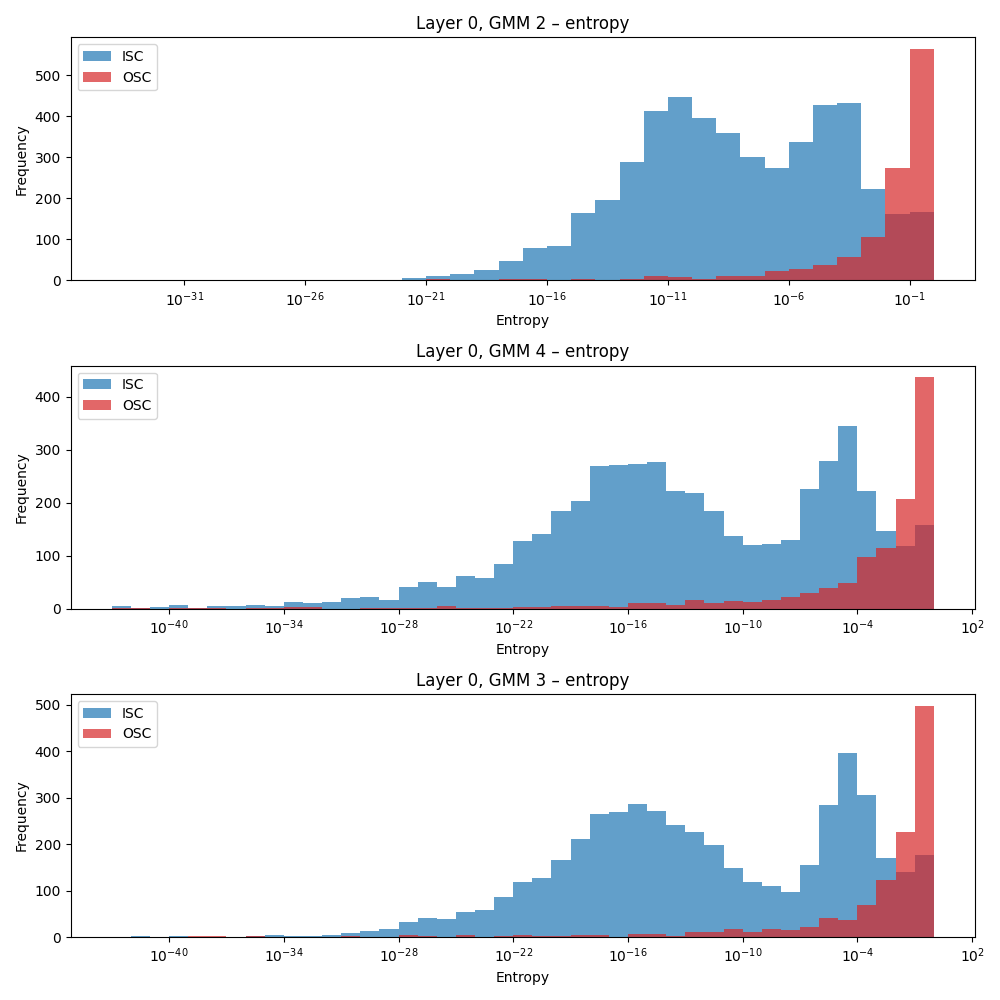 Layer 0, GMM 2 – entropy
ISC
OSC
Frequency
500
400
300
200
100
0
10⁻³¹ 10⁻²⁶ 10⁻²¹ 10⁻¹⁶ 10⁻¹¹ 10⁻⁶ 10⁻¹
Entropy
Layer 0, GMM 4 – entropy
ISC
OSC
Frequency
400
300
200
100
0
10⁻⁴⁰ 10⁻³⁴ 10⁻²⁸ 10⁻²² 10⁻¹⁶ 10⁻¹⁰ 10⁻⁴ 10²
Entropy
Layer 0, GMM 3 – entropy
ISC
OSC
Frequency
500
400
300
200
100
0
10⁻⁴⁰ 10⁻³⁴ 10⁻²⁸ 10⁻²² 10⁻¹⁶ 10⁻¹⁰ 10⁻⁴ 10²
Entropy